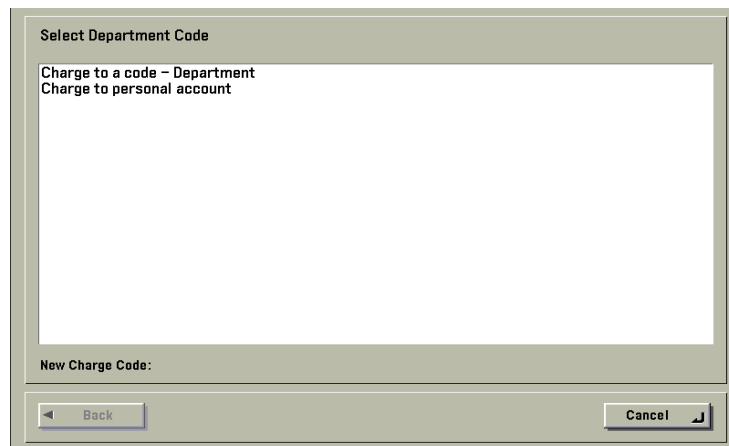 Select Department Code
Charge to a code – Department
Charge to personal account
New Charge Code:
Back
Cancel